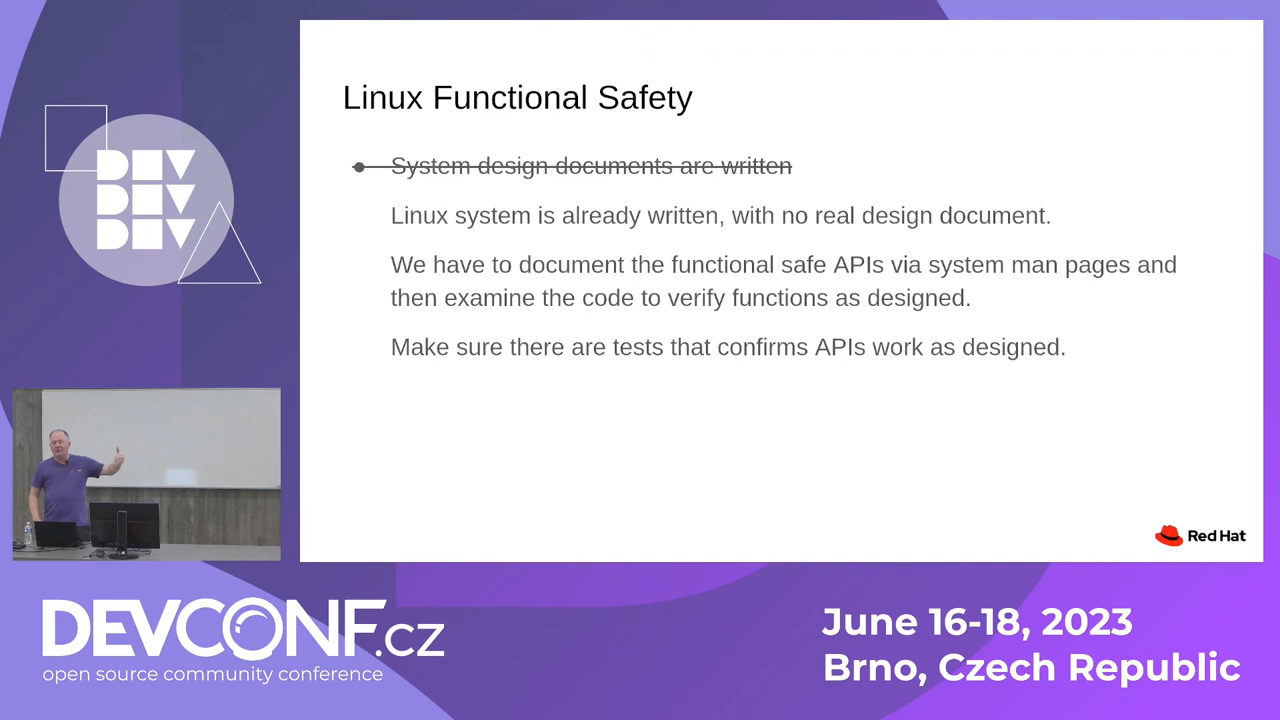 Linux Functional Safety
System design documents are written
Linux system is already written, with no real design document.
We have to document the functional safe APIs via system man pages and
then examine the code to verify functions as designed.
Make sure there are tests that confirms APIs work as designed.
Red Hat
DEV
DEV
DEV
DEVCONF.cz
open source community conference
June 16-18, 2023
Brno, Czech Republic